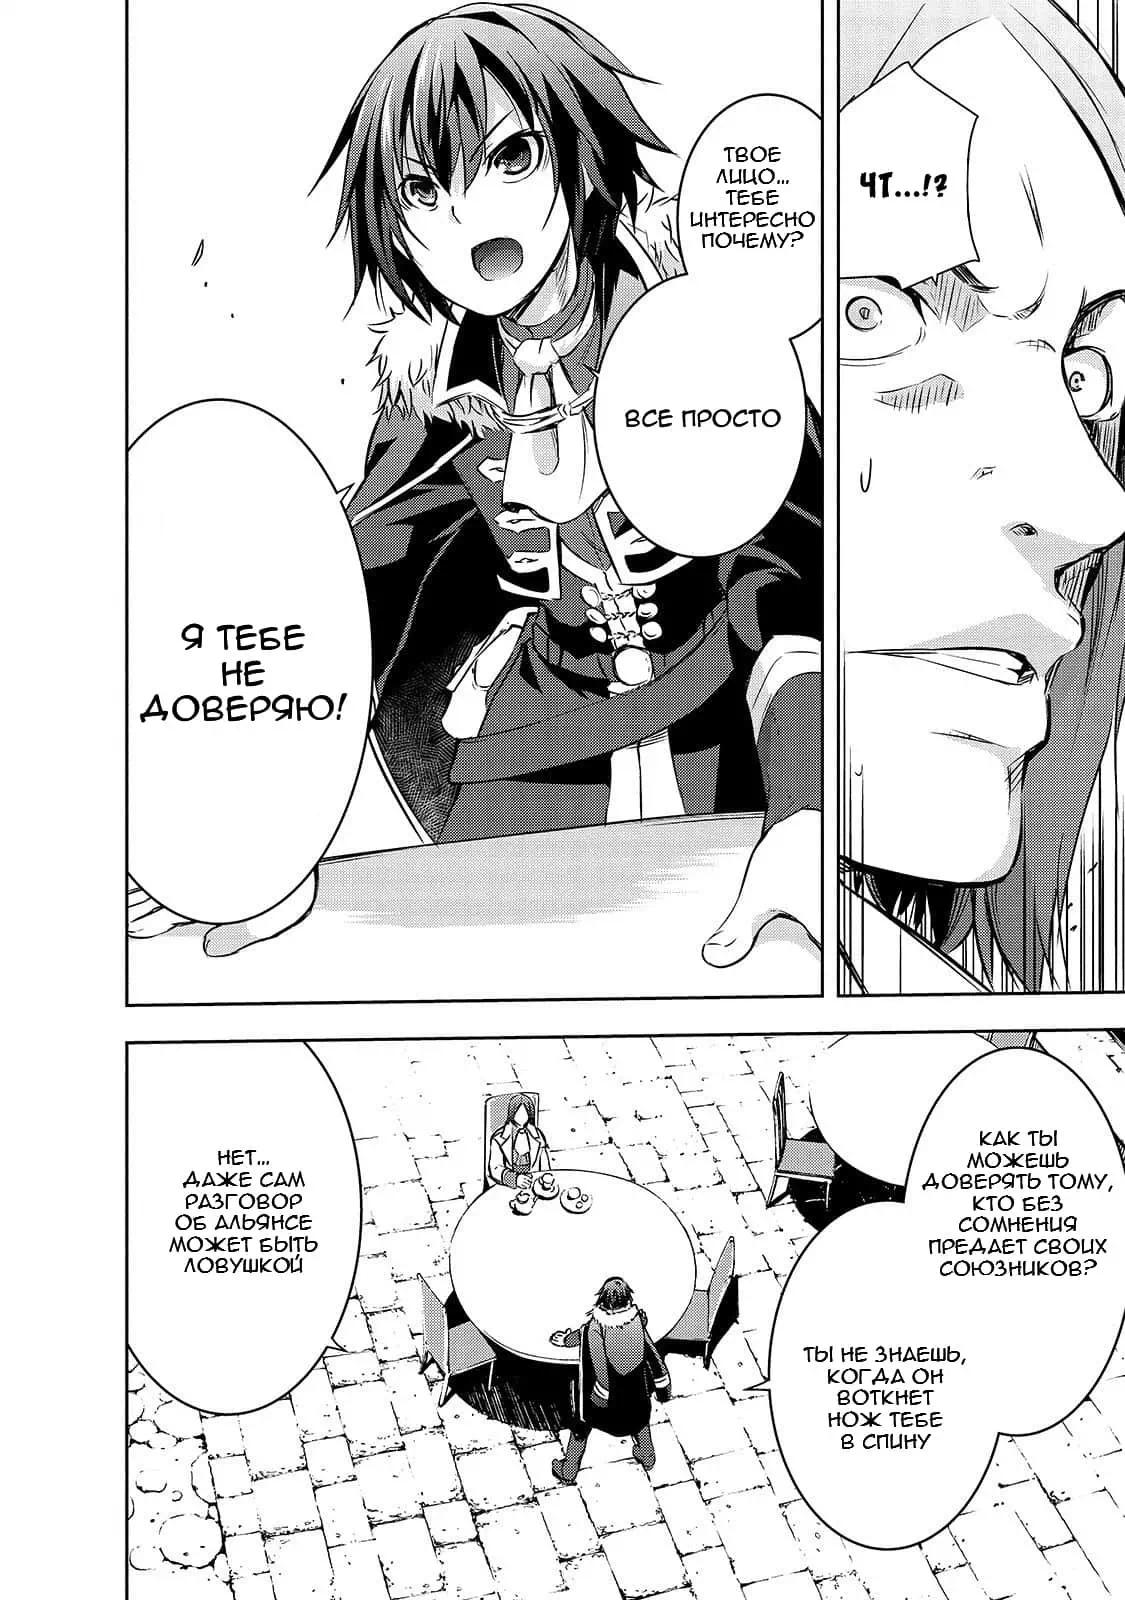 ЧТ...!?
ТВОЕ
ЛИЦО...
ТЕБЕ
ИНТЕРЕСНО
ПОЧЕМУ?
ВСЕ ПРОСТО
Я ТЕБЕ
НЕ
ДОВЕРЯЮ!
КАК ТЫ
МОЖЕШЬ
ДОВЕРЯТЬ ТОМУ,
КТО БЕЗ
СОМНЕНИЯ
ПРЕДАЕТ СВОИХ
СОЮЗНИКОВ?
ТЫ НЕ ЗНАЕШЬ,
КОГДА ОН
ВОТКНЕТ
НОЖ ТЕБЕ
В СПИНУ
НЕТ...
ДАЖЕ САМ
РАЗГОВОР
ОБ АЛЬЯНСЕ
МОЖЕТ БЫТЬ
ЛОВУШКОЙ